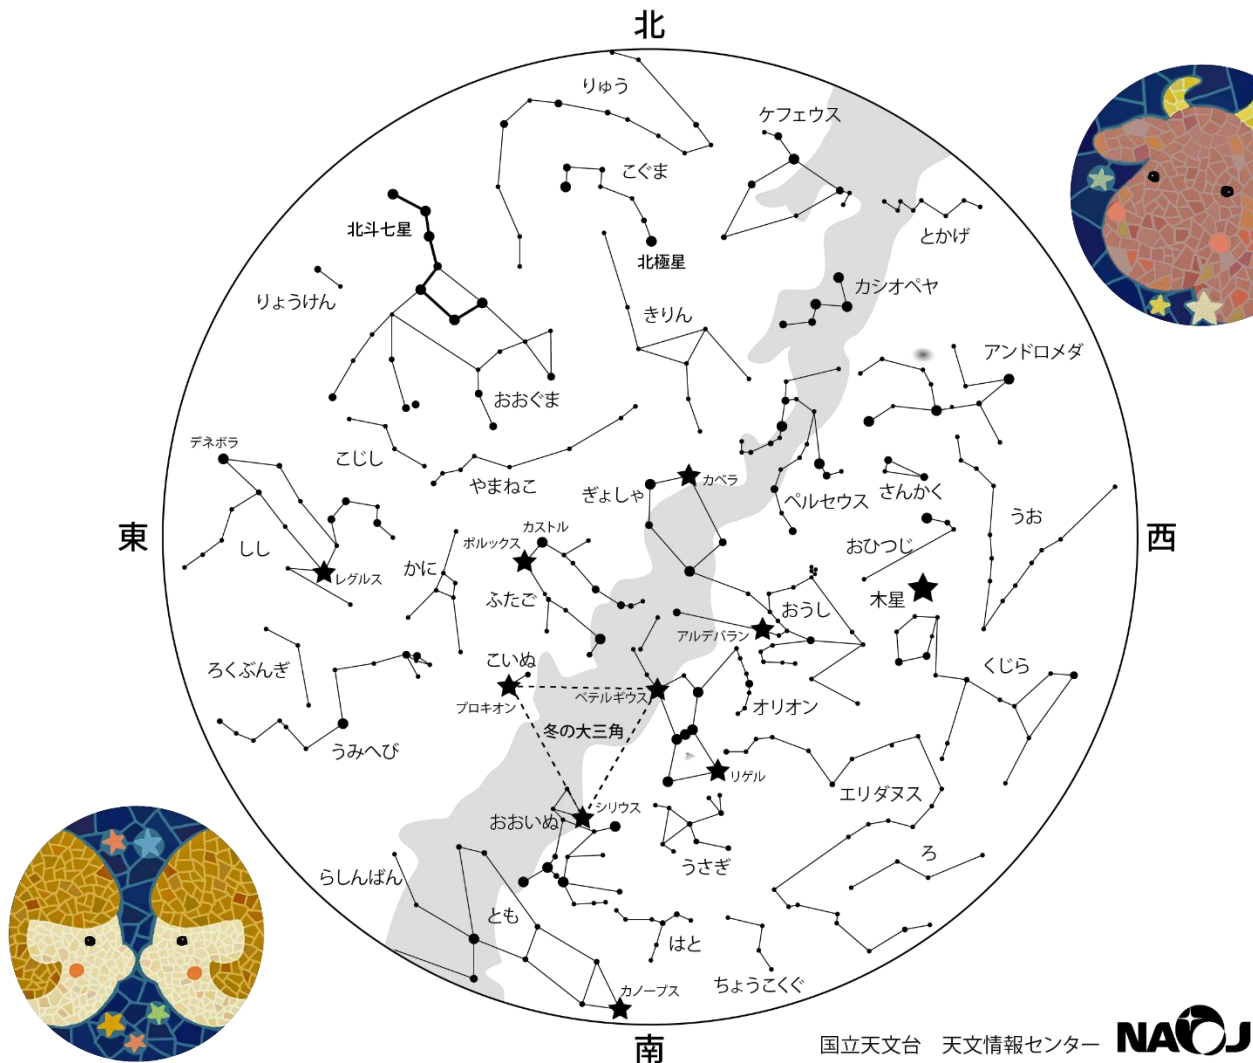 北
りゅう
ケフェウス
こぐま
北斗七星
とかげ
北極星
りょうけん
カシオペヤ
きりん
アンドロメダ
おおぐま
デネボラ
こじし
やまねこ
ぎょしゃ
カペラ
ペルセウス
さんかく
うお
東
西
カストル
ポルックス
しし
おひつじ
レグルス
かに
ふたご
おうし
木星
アルデバラン
こいぬ
ろくぶんぎ
くじら
プロキオン
ベテルギウス
オリオン
冬の大三角
うみへび
リゲル
エリダヌス
シリウス
おおいぬ
うさぎ
ろ
らしんばん
とも
はと
ちょうこくぐ
カノープス
南
国立天文台 天文情報センター NAOJ